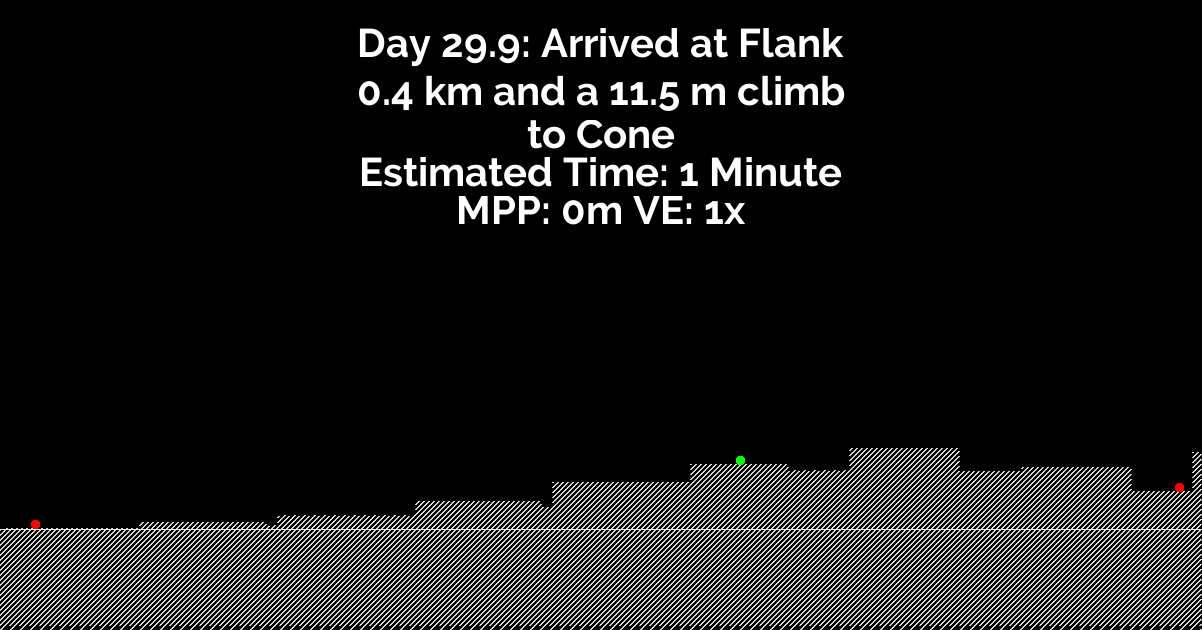 Day 29.9: Arrived at Flank
0.4 km and a 11.5 m climb
to Cone
Estimated Time: 1 Minute
MPP: 0m VE: 1x